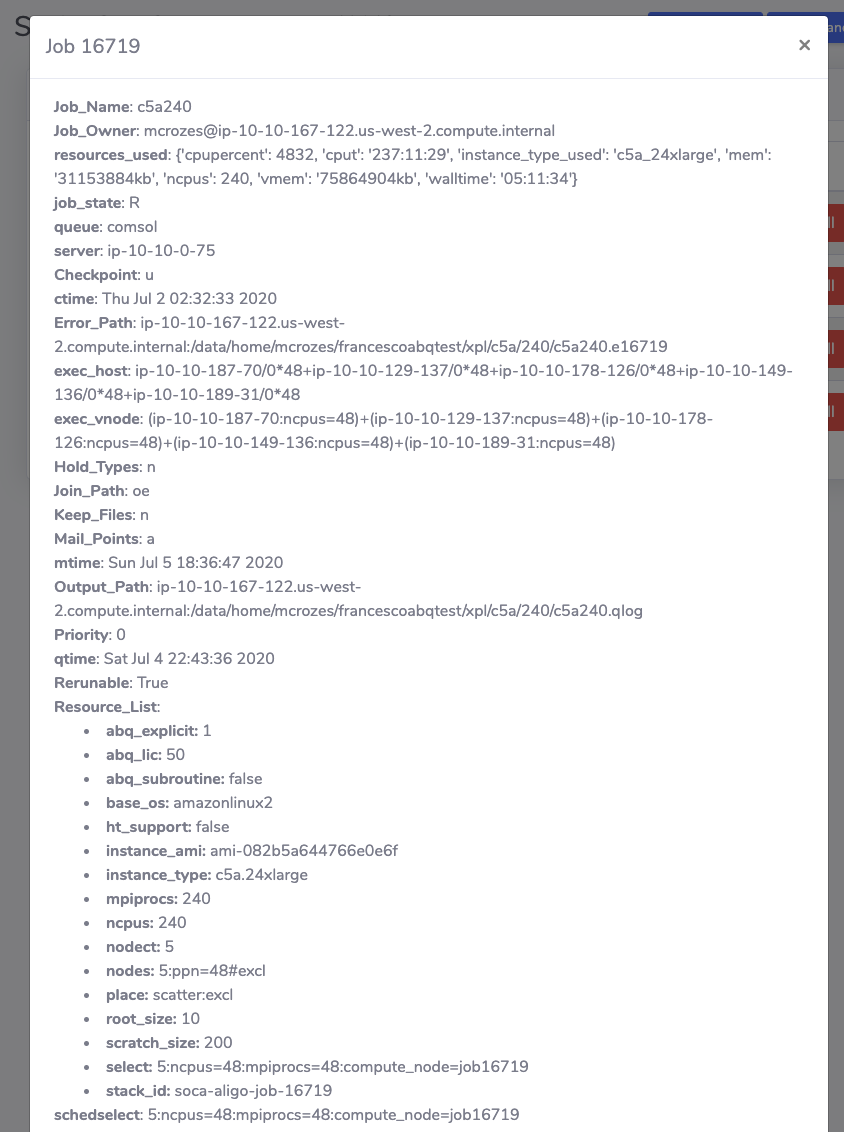 S
an
Job 16719
×
Job_Name: c5a240
Job_Owner: mcrozes@ip-10-10-167-122.us-west-2.compute.internal
resources_used: {'cpupercent': 4832, 'cput': '237:11:29', 'instance_type_used': 'c5a_24xlarge', 'mem':
'31153884kb', 'ncpus': 240, 'vmem': '75864904kb', 'walltime': '05:11:34'}
job_state: R
queue: comsol
server: ip-10-10-0-75
Checkpoint: u
ctime: Thu Jul 2 02:32:33 2020
Error_Path: ip-10-10-167-122.us-west-
2.compute.internal:/data/home/mcrozes/francescoabqtest/xpl/c5a/240/c5a240.e16719
exec_host: ip-10-10-187-70/0*48+ip-10-10-129-137/0*48+ip-10-10-178-126/0*48+ip-10-10-149-
136/0*48+ip-10-10-189-31/0*48
exec_vnode: (ip-10-10-187-70:ncpus=48)+(ip-10-10-129-137:ncpus=48)+(ip-10-10-178-
126:ncpus=48)+(ip-10-10-149-136:ncpus=48)+(ip-10-10-189-31:ncpus=48)
Hold_Types: n
Join_Path: oe
Keep_Files: n
Mail_Points: a
mtime: Sun Jul 5 18:36:47 2020
Output_Path: ip-10-10-167-122.us-west-
2.compute.internal:/data/home/mcrozes/francescoabqtest/xpl/c5a/240/c5a240.qlog
Priority: 0
qtime: Sat Jul 4 22:43:36 2020
Rerunable: True
Resource_List:
• abq_explicit: 1
• abq_lic: 50
• abq_subroutine: false
• base_os: amazonlinux2
• ht_support: false
• instance_ami: ami-082b5a644766e0e6f
• instance_type: c5a.24xlarge
• mpiprocs: 240
• ncpus: 240
• nodect: 5
• nodes: 5:ppn=48#excl
• place: scatter:excl
• root_size: 10
• scratch_size: 200
• select: 5:ncpus=48:mpiprocs=48:compute_node=job16719
• stack_id: soca-aligo-job-16719
schedselect: 5:ncpus=48:mpiprocs=48:compute_node=job16719